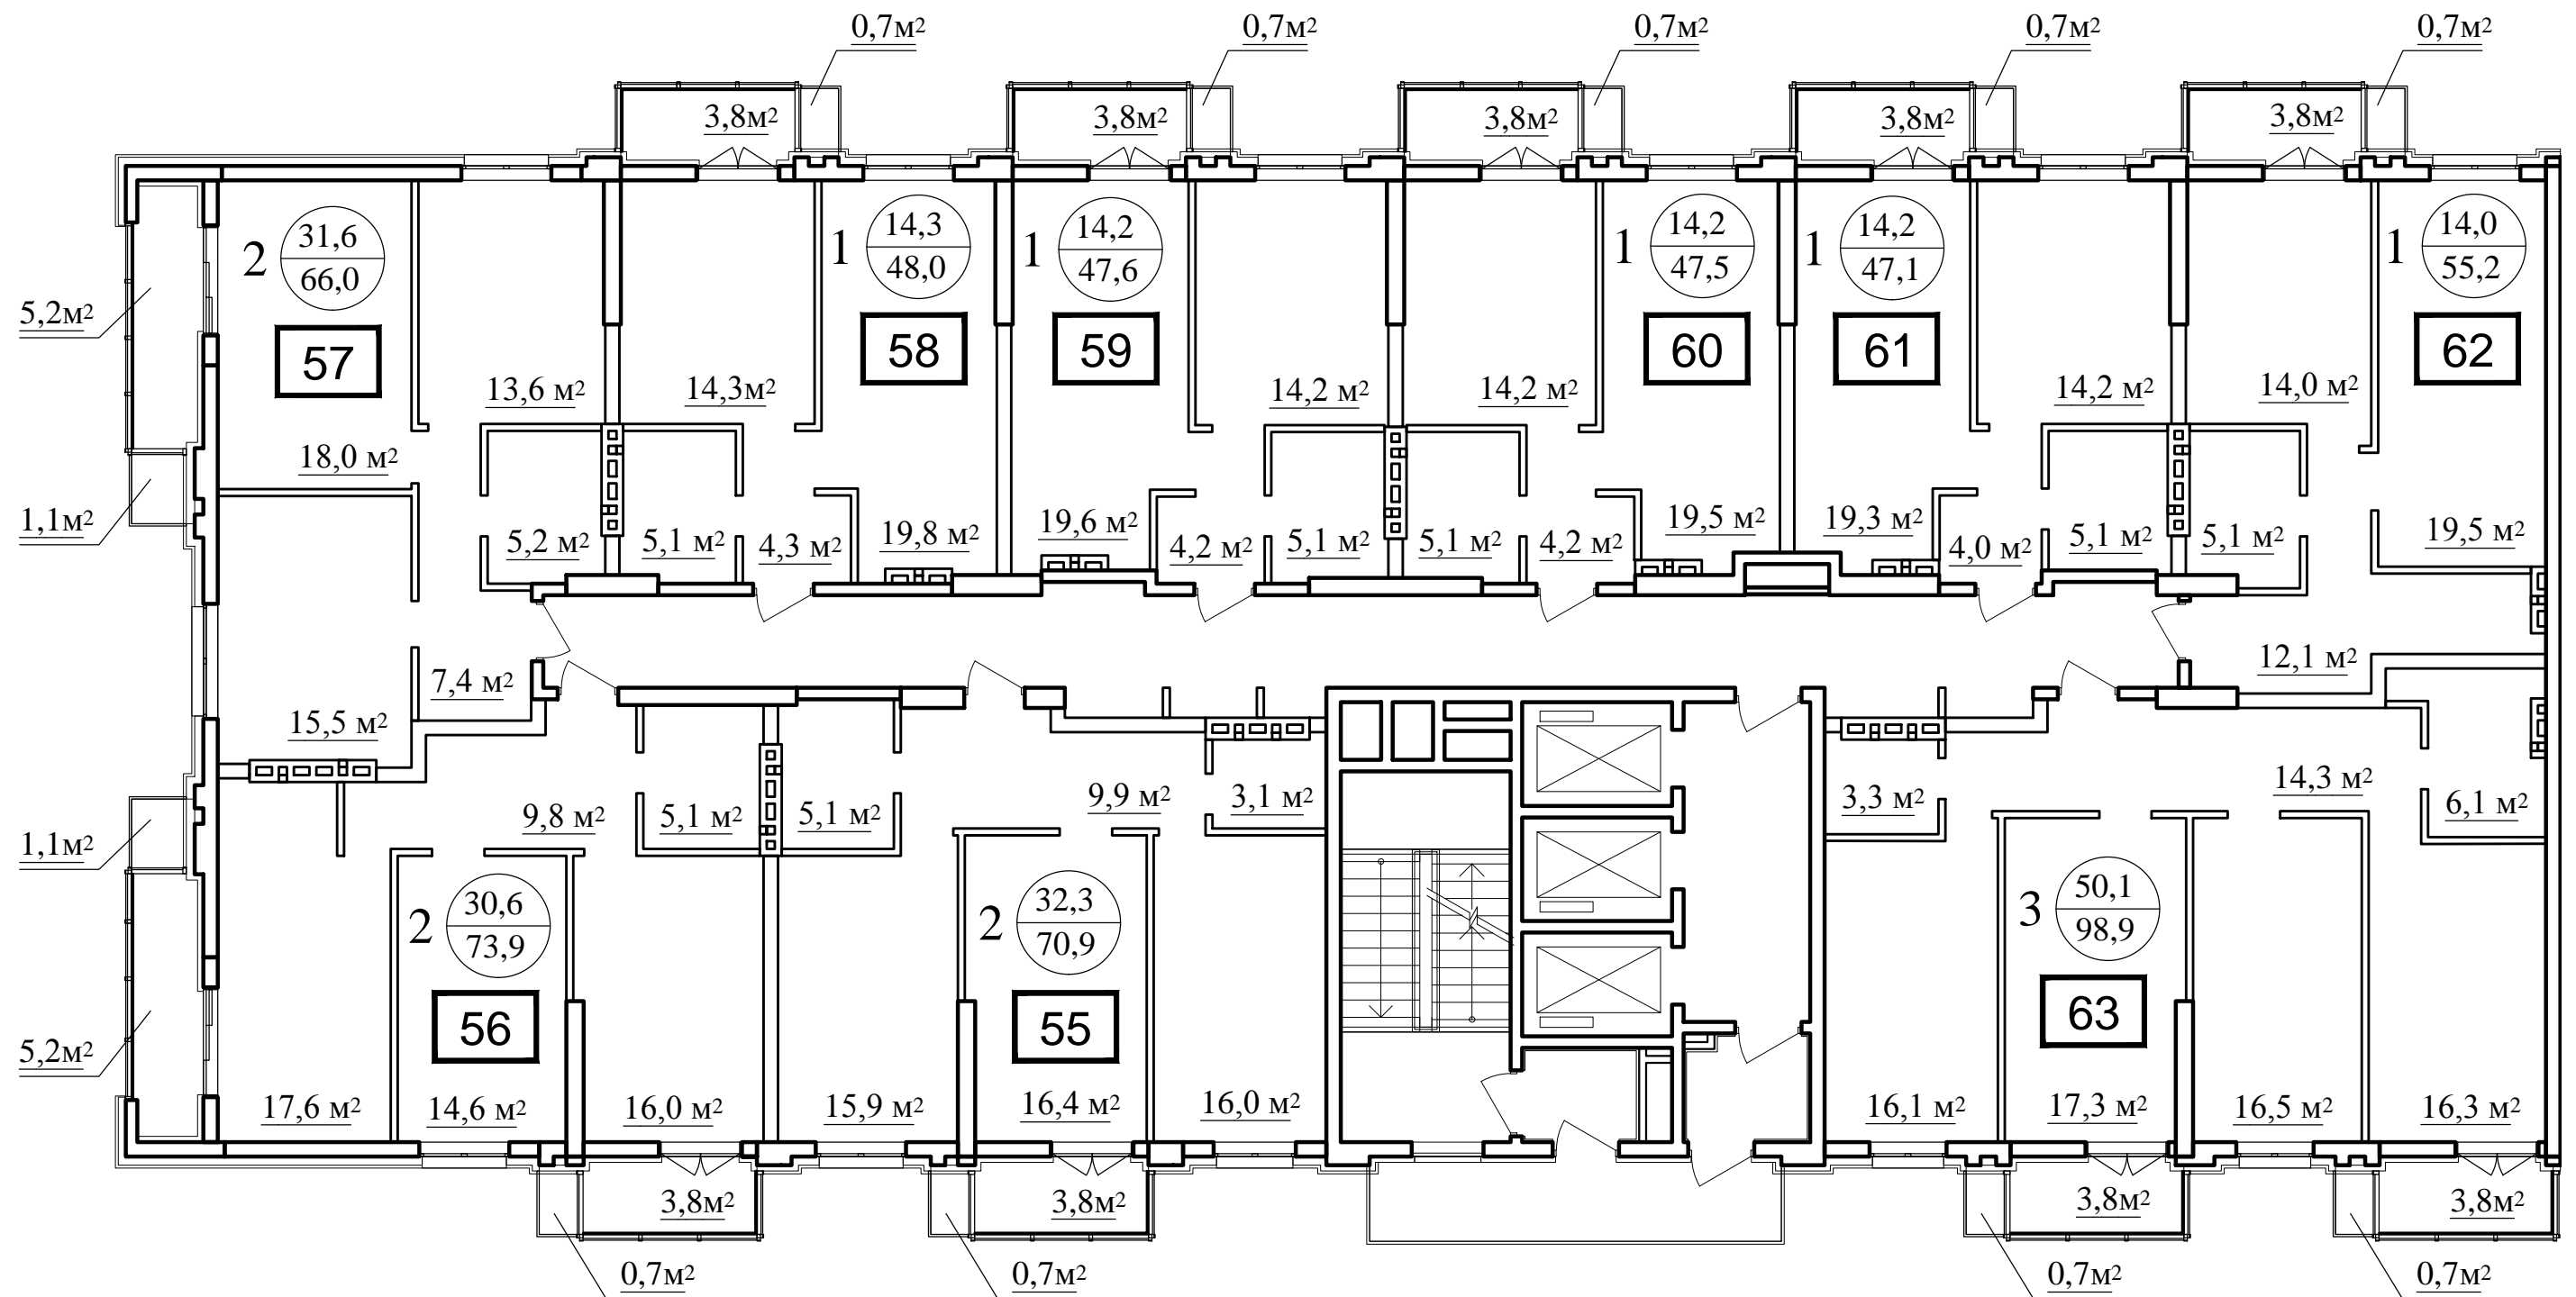 0,7м²
0,7м²
0,7м²
0,7м²
0,7м²
3,8м²
3,8м²
3,8м²
3,8м²
3,8м²
2
31,6
66,0
57
1
14,3
48,0
58
1
14,2
47,6
59
1
14,2
47,5
60
1
14,2
47,1
61
1
14,0
55,2
62
5,2м²
13,6 м²
14,3м²
14,2 м²
14,2 м²
14,2 м²
14,0 м²
18,0 м²
1,1м²
5,2 м²
5,1 м²
4,3 м²
19,8 м²
19,6 м²
4,2 м²
5,1 м²
5,1 м²
4,2 м²
19,5 м²
19,3 м²
4,0 м²
5,1 м²
5,1 м²
19,5 м²
7,4 м²
12,1 м²
15,5 м²
1,1м²
9,8 м²
5,1 м²
5,1 м²
9,9 м²
3,1 м²
3,3 м²
14,3 м²
6,1 м²
2
30,6
73,9
56
2
32,3
70,9
55
3
50,1
98,9
63
5,2м²
17,6 м²
14,6 м²
16,0 м²
15,9 м²
16,4 м²
16,0 м²
16,1 м²
17,3 м²
16,5 м²
16,3 м²
3,8м²
3,8м²
3,8м²
3,8м²
0,7м²
0,7м²
0,7м²
0,7м²